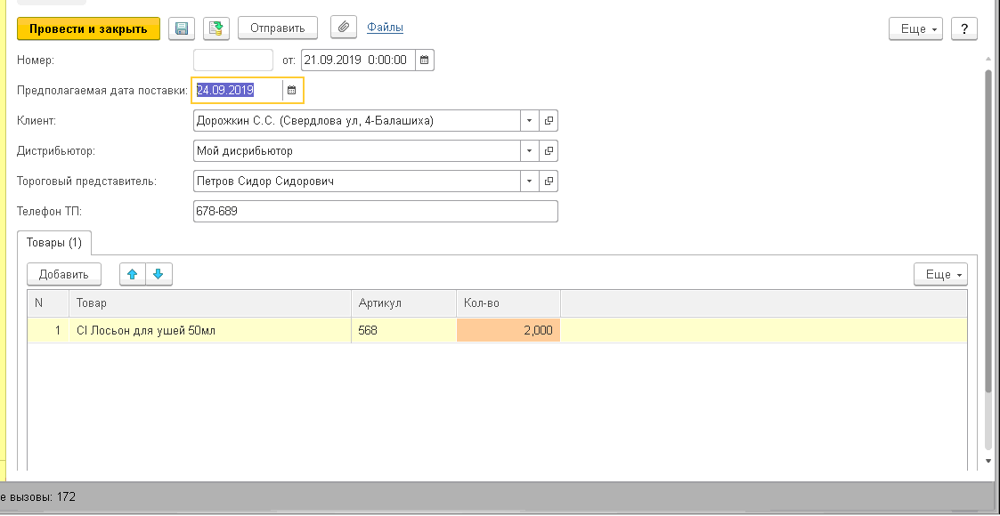 Провести и закрыть Отправить Файлы Еще ?
Номер: от: 21.09.2019 0:00:00
Предполагаемая дата поставки: 24.09.2019
Клиент: Дорожкин С.С. (Свердлова ул, 4-Балашиха)
Дистрибьютор: Мой дисрибьютор
Тороговый представитель: Петров Сидор Сидорович
Телефон ТП: 678-689
Товары (1)
Добавить Еще
N Товар Артикул Кол-во
1 CI Лосьон для ушей 50мл 568 2,000
е вызовы: 172